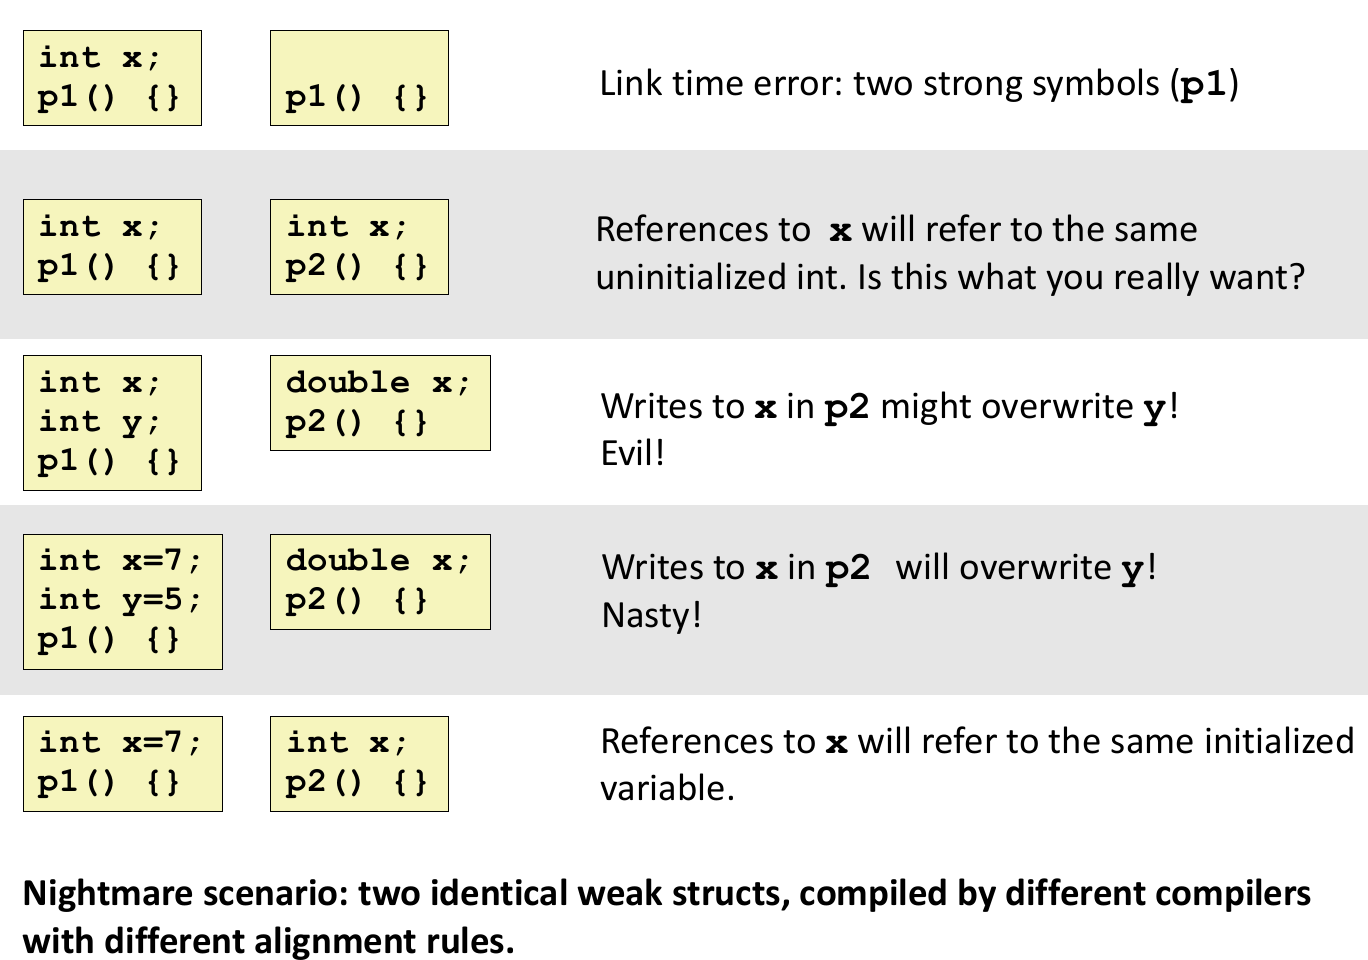 int x;
p1() {}
p1() {}
Link time error: two strong symbols (p1)
int x;
p1() {}
int x;
p2() {}
References to x will refer to the same
uninitialized int. Is this what you really want?
int x;
int y;
p1() {}
double x;
p2() {}
Writes to x in p2 might overwrite y!
Evil!
int x=7;
int y=5;
p1() {}
double x;
p2() {}
Writes to x in p2 will overwrite y!
Nasty!
int x=7;
p1() {}
int x;
p2() {}
References to x will refer to the same initialized
variable.
Nightmare scenario: two identical weak structs, compiled by different compilers
with different alignment rules.